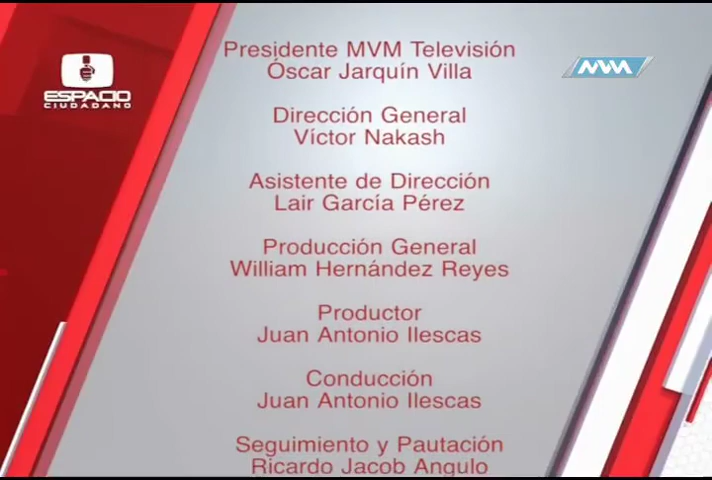 Presidente MVM Televisión
Óscar Jarquín Villa
MVM
ESPACIO
CIUDADANO
Dirección General
Víctor Nakash
Asistente de Dirección
Lair García Pérez
Producción General
William Hernández Reyes
Productor
Juan Antonio Ilescas
Conducción
Juan Antonio Ilescas
Seguimiento y Pautación
Ricardo Jacob Angulo